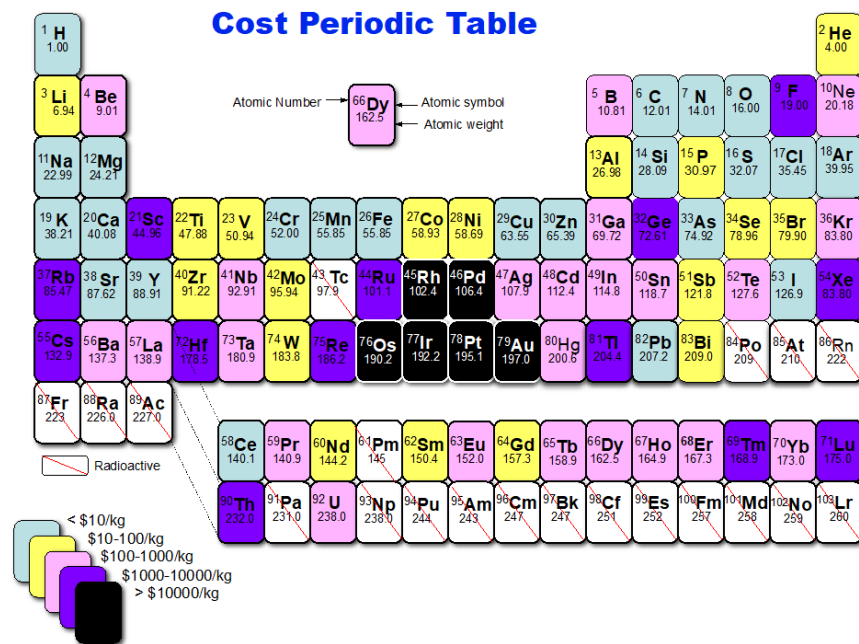 Cost Periodic Table
1 H 1.00
2 He 4.00
3 Li 6.94
4 Be 9.01
Atomic Number
66 Dy 162.5
Atomic symbol
Atomic weight
5 B 10.81
6 C 12.01
7 N 14.01
8 O 16.00
9 F 19.00
10 Ne 20.18
11 Na 22.99
12 Mg 24.21
13 Al 26.98
14 Si 28.09
15 P 30.97
16 S 32.07
17 Cl 35.45
18 Ar 39.95
19 K 38.21
20 Ca 40.08
21 Sc 44.96
22 Ti 47.88
23 V 50.94
24 Cr 52.00
25 Mn 55.85
26 Fe 55.85
27 Co 58.93
28 Ni 58.69
29 Cu 63.55
30 Zn 65.39
31 Ga 69.72
32 Ge 72.61
33 As 74.92
34 Se 78.96
35 Br 79.90
36 Kr 83.80
37 Rb 85.47
38 Sr 87.62
39 Y 88.91
40 Zr 91.22
41 Nb 92.91
42 Mo 95.94
43 Tc 97.9
44 Ru 101.1
45 Rh 102.4
46 Pd 106.4
47 Ag 107.9
48 Cd 112.4
49 In 114.8
50 Sn 118.7
51 Sb 121.8
52 Te 127.6
53 I 126.9
54 Xe 83.80
55 Cs 132.9
56 Ba 137.3
57 La 138.9
72 Hf 178.5
73 Ta 180.9
74 W 183.8
75 Re 186.2
76 Os 190.2
77 Ir 192.2
78 Pt 195.1
79 Au 197.0
80 Hg 200.6
81 Tl 204.4
82 Pb 207.2
83 Bi 209.0
84 Po 209
85 At 210
86 Rn 222
87 Fr 223
88 Ra 226.0
89 Ac 227.0
58 Ce 140.1
59 Pr 140.9
60 Nd 144.2
61 Pm 145
62 Sm 150.4
63 Eu 152.0
64 Gd 157.3
65 Tb 158.9
66 Dy 162.5
67 Ho 164.9
68 Er 167.3
69 Tm 168.9
70 Yb 173.0
71 Lu 175.0
Radioactive
90 Th 232.0
91 Pa 231.0
92 U 238.0
93 Np 238.0
94 Pu 244
95 Am 243
96 Cm 247
97 Bk 247
98 Cf 251
99 Es 252
100 Fm 257
101 Md 258
102 No 259
103 Lr 260
< $10/kg
$10-100/kg
$100-1000/kg
$1000-10000/kg
> $10000/kg